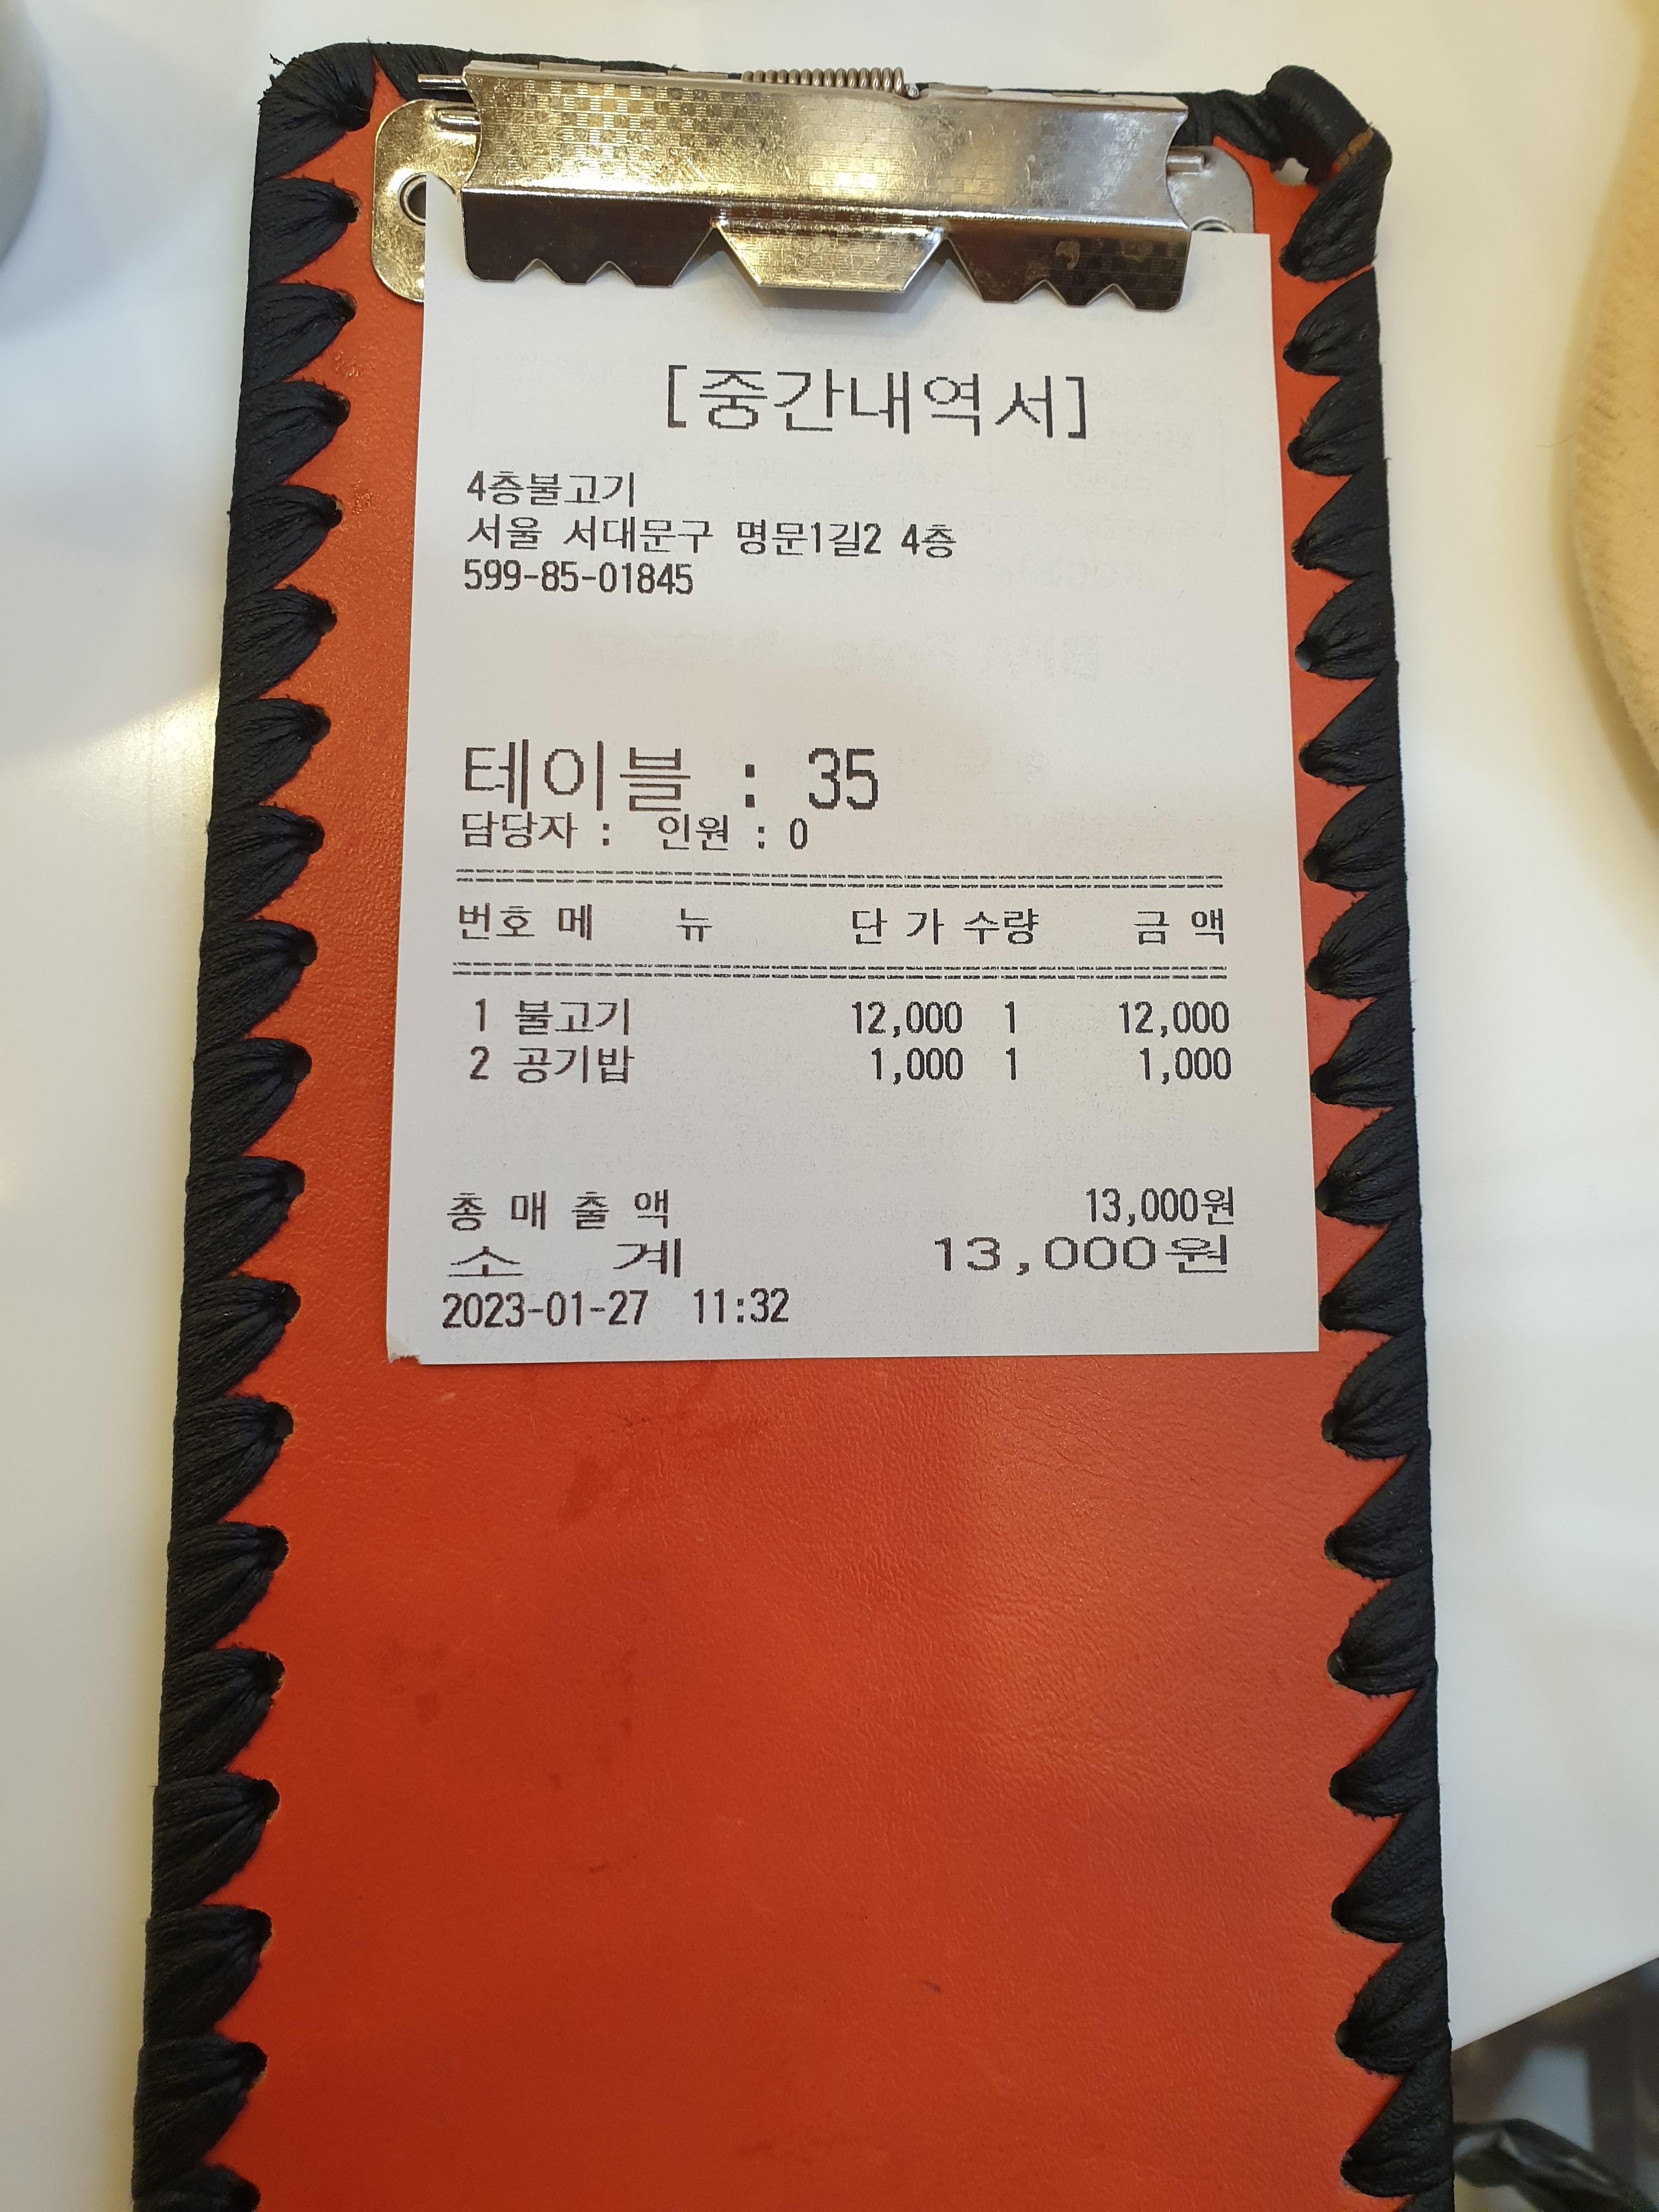 [중간내역서]
4층불고기
서울 서대문구 명문1길2 4층
599-85-01845
테이블 : 35
담당자 : 인원 : 0
번호 메 뉴 단 가 수량 금 액
1 불고기 12,000 1 12,000
2 공기밥 1,000 1 1,000
총 매 출 액 13,000원
소 계 13,000원
2023-01-27 11:32